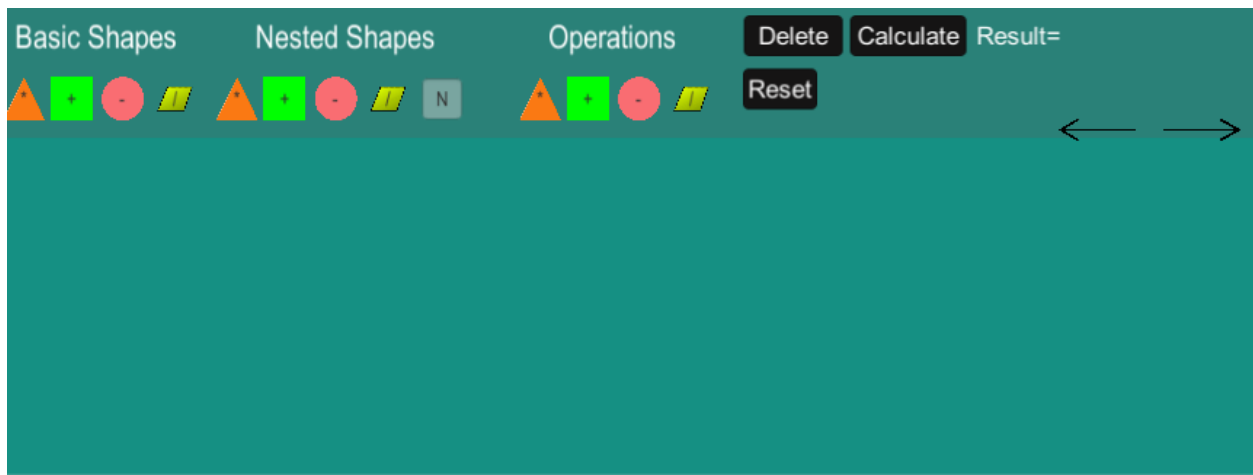 Basic Shapes Nested Shapes Operations Delete Calculate Result=
Reset
* + - / * + - / N * + - /